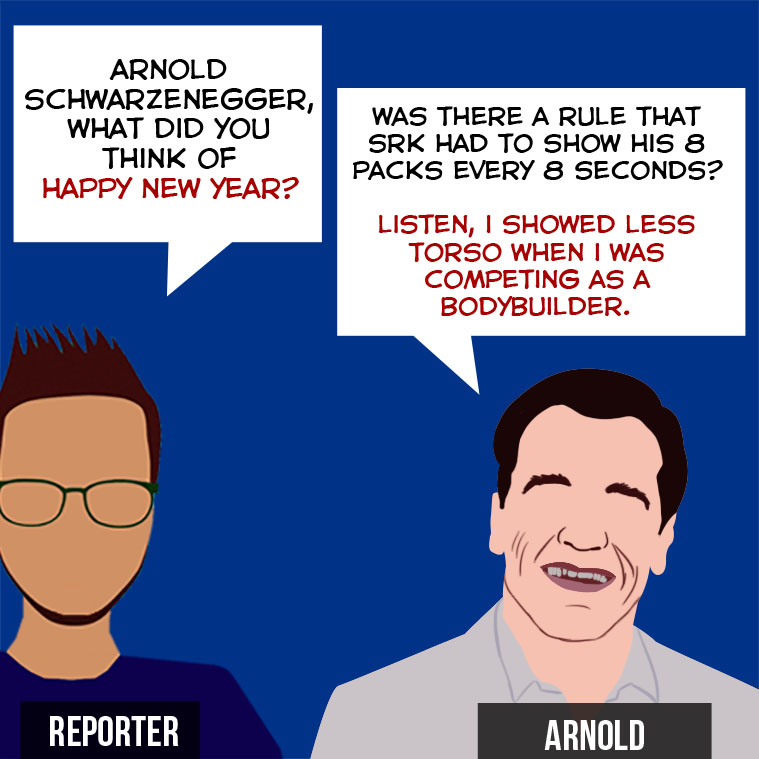 ARNOLD
SCHWARZENEGGER,
WHAT DID YOU
THINK OF
HAPPY NEW YEAR?
WAS THERE A RULE THAT
SRK HAD TO SHOW HIS 8
PACKS EVERY 8 SECONDS?
LISTEN, I SHOWED LESS
TORSO WHEN I WAS
COMPETING AS A
BODYBUILDER.
REPORTER
ARNOLD